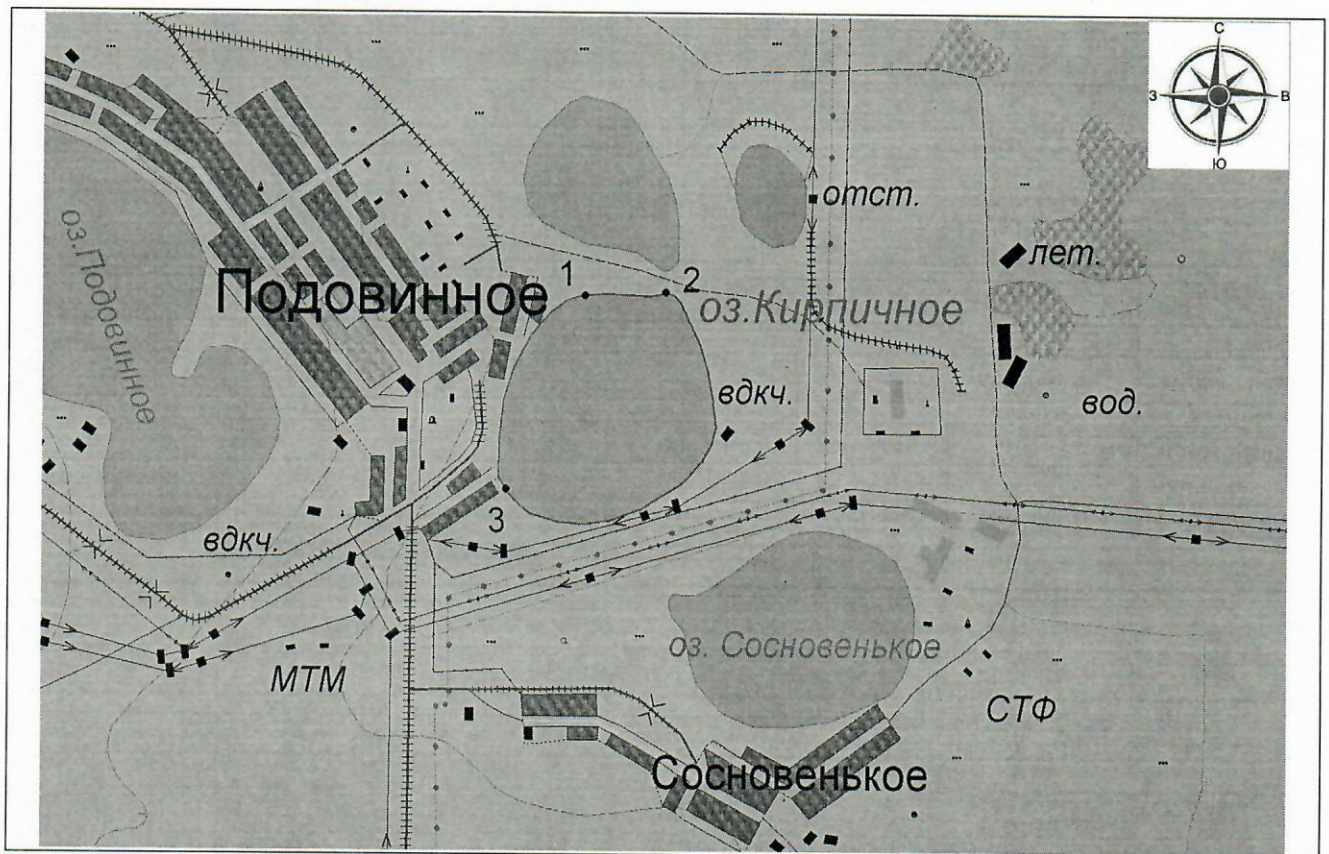 С
З
В
Ю
отст.
оз.Подовинное
лет.
Подовинное
1
2
оз.Кирпичное
вдкч.
вод.
3
вдкч.
оз. Сосновенькое
МТМ
СТФ
Сосновенькое